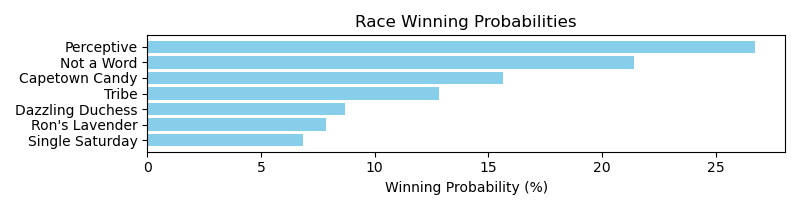 Race Winning Probabilities
Perceptive
Not a Word
Capetown Candy
Tribe
Dazzling Duchess
Ron's Lavender
Single Saturday
0 5 10 15 20 25
Winning Probability (%)